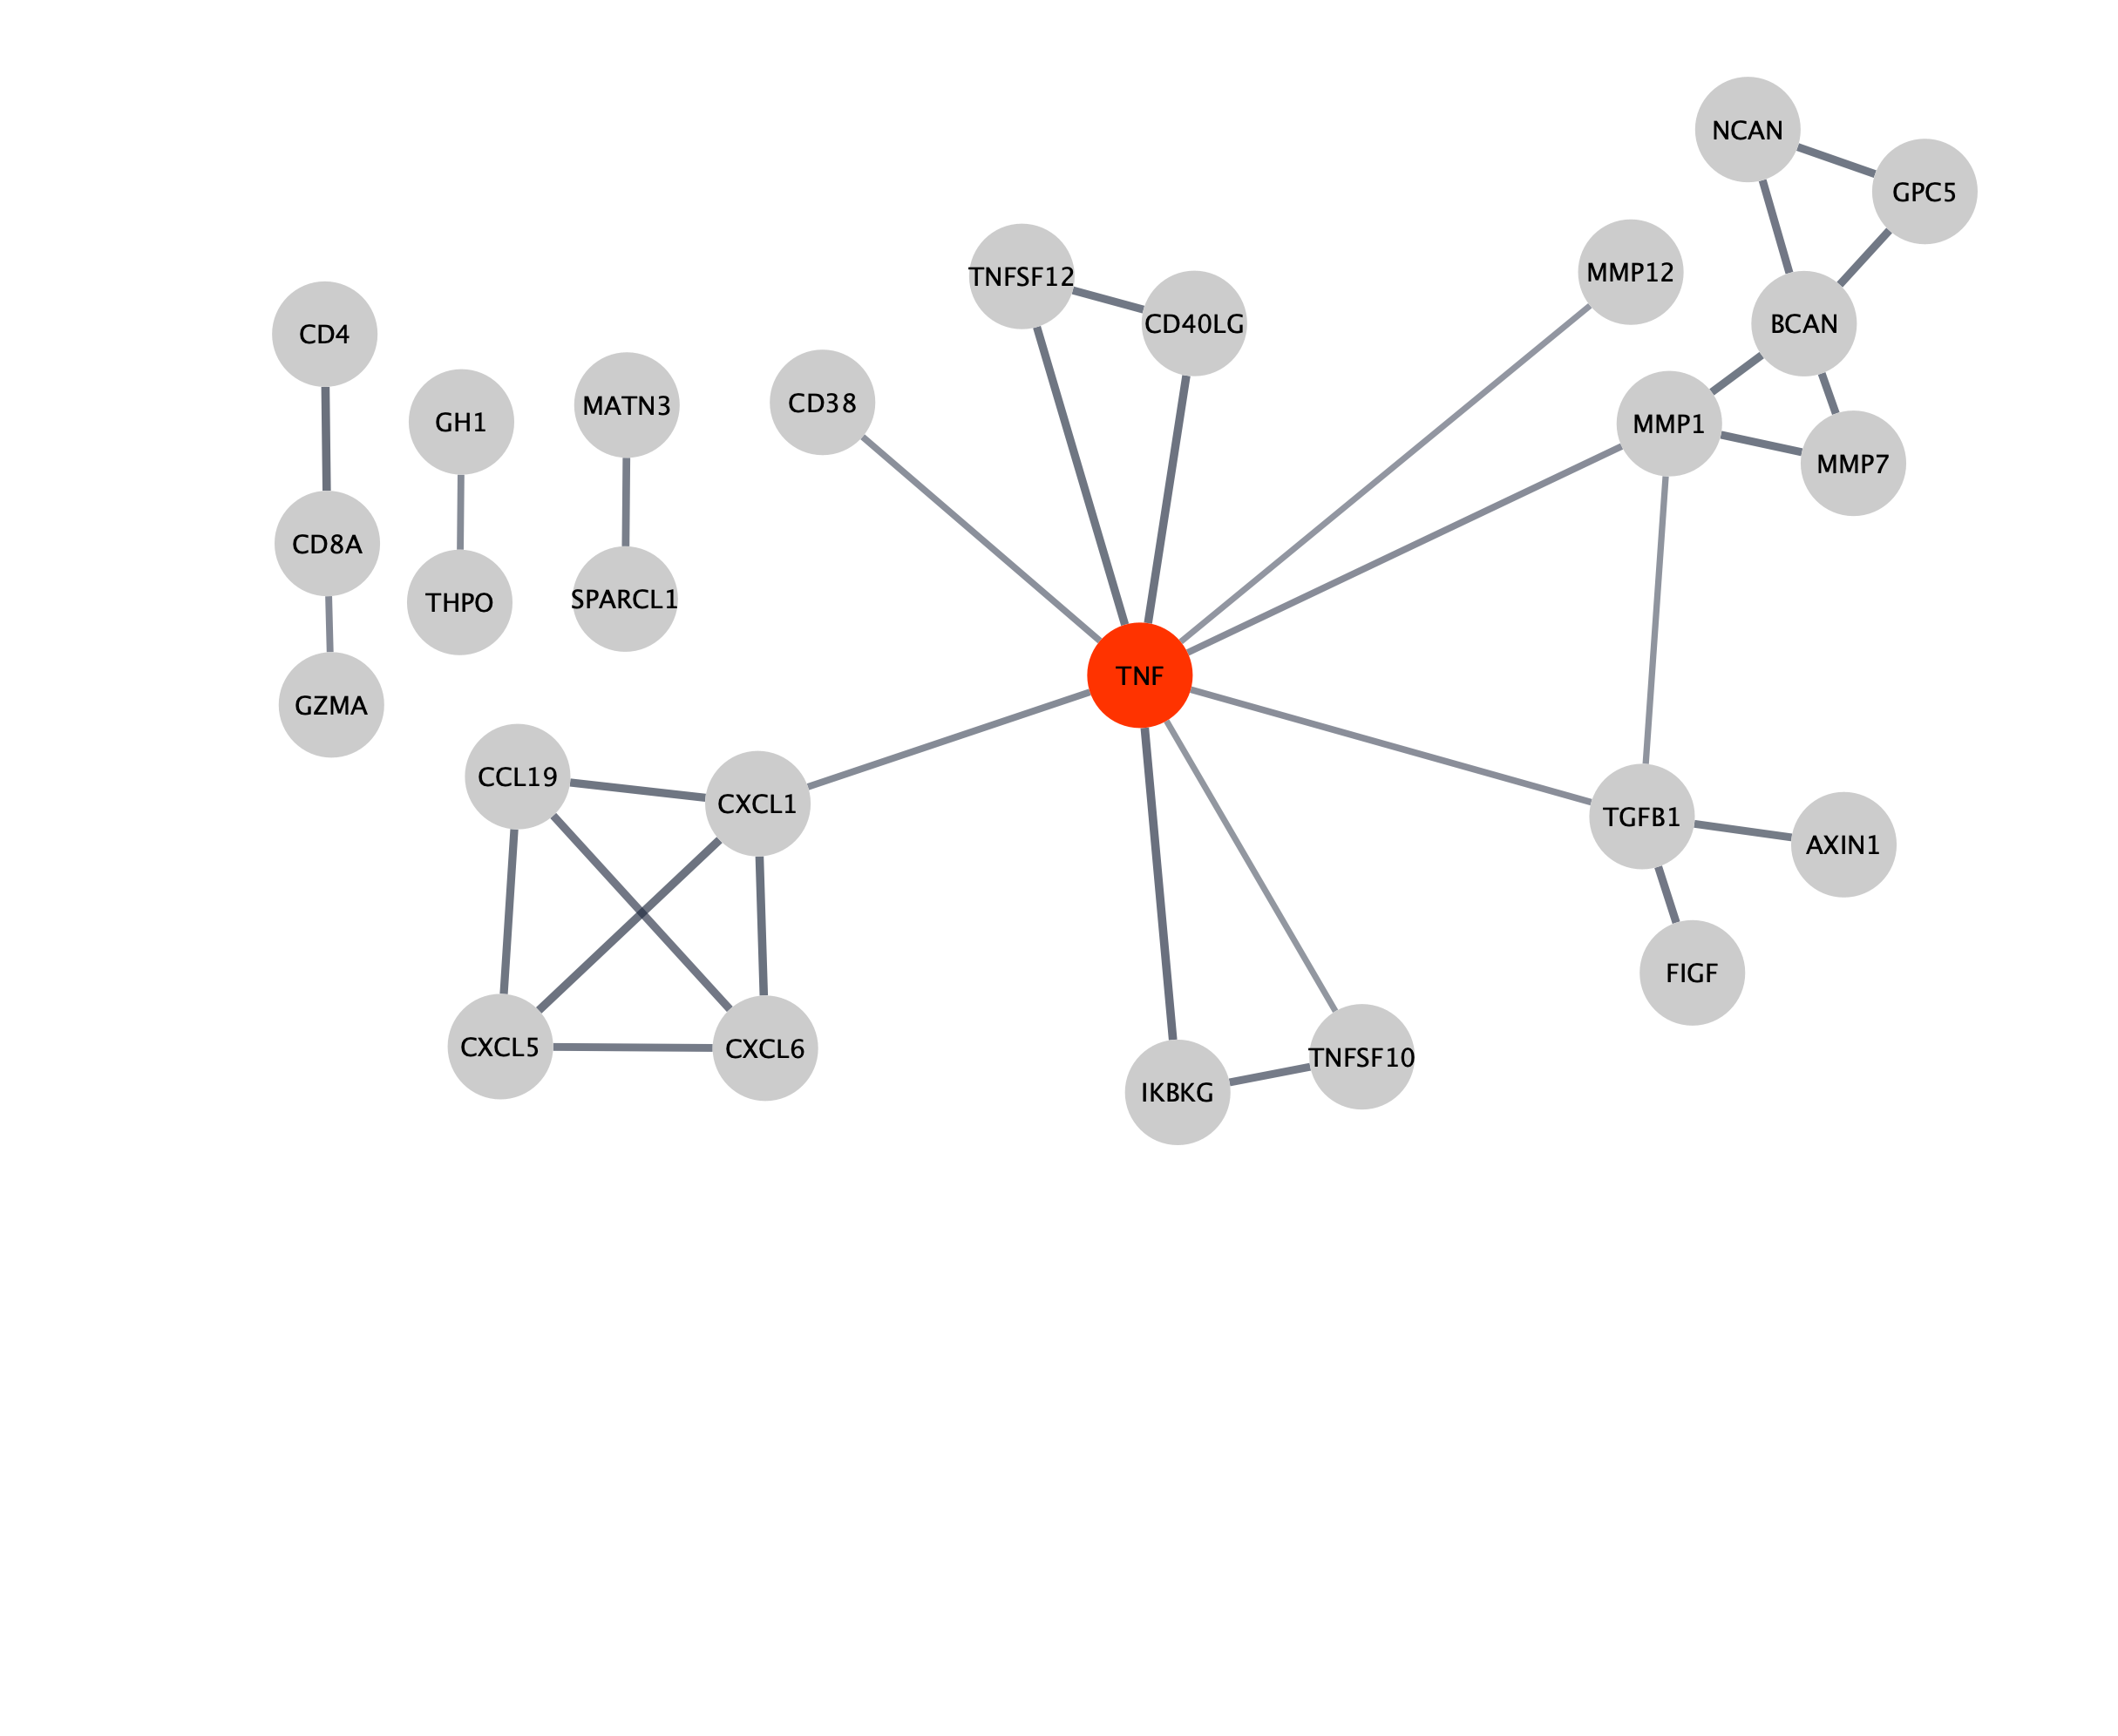 NCAN
GPC5
MMP12
TNFSF12
CD40LG
BCAN
CD4
CD38
MATN3
GH1
MMP1
MMP7
CD8A
SPARCL1
THPO
TNF
GZMA
CCL19
CXCL1
TGFB1
AXIN1
FIGF
CXCL5
CXCL6
TNFSF10
IKBKG